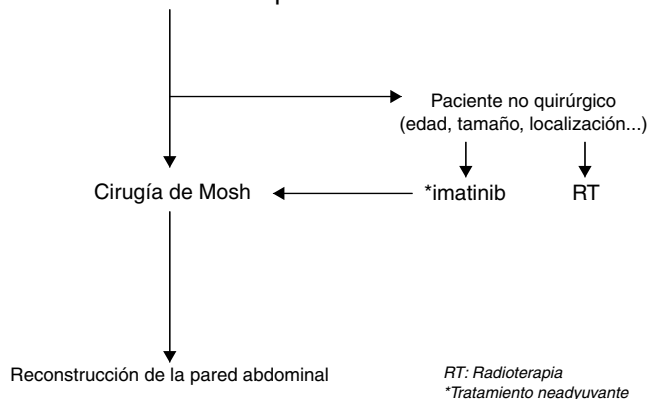 Paciente no quirúrgico
(edad, tamaño, localización...)
Cirugía de Mosh
*imatinib
RT
Reconstrucción de la pared abdominal
RT: Radioterapia
*Tratamiento neadyuvante